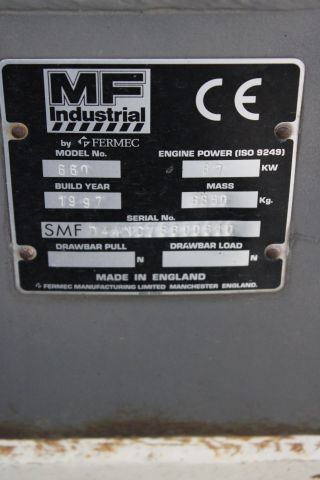 MF
Industrial
by FERMEC
CE
MODEL No. ENGINE POWER (ISO 9249)
660 KW
BUILD YEAR MASS
1997 Kg.
SERIAL No.
SMF
DRAWBAR PULL DRAWBAR LOAD
N N
MADE IN ENGLAND
FERMEC MANUFACTURING LIMITED MANCHESTER ENGLAND.